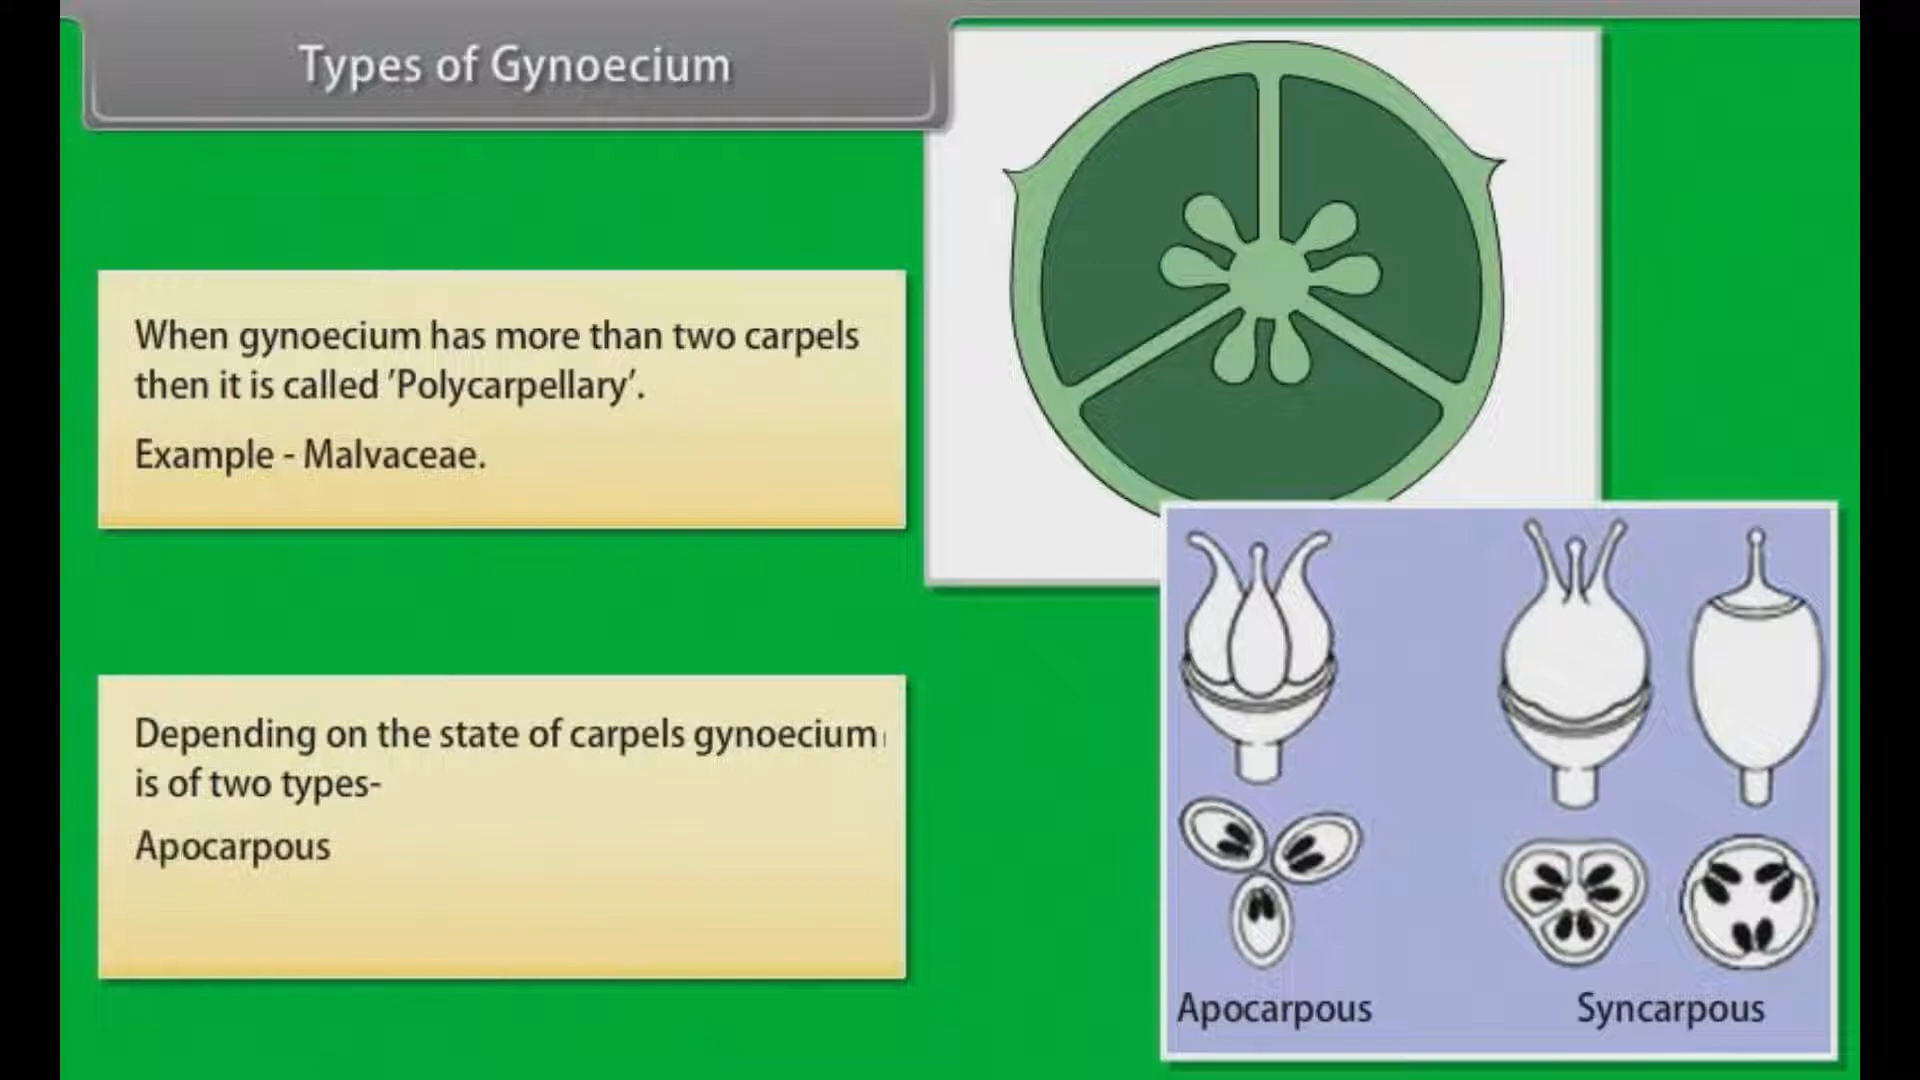 Types of Gynoecium
When gynoecium has more than two carpels
then it is called 'Polycarpellary'.
Example - Malvaceae.
Depending on the state of carpels gynoecium
is of two types-
Apocarpous
Apocarpous
Syncarpous